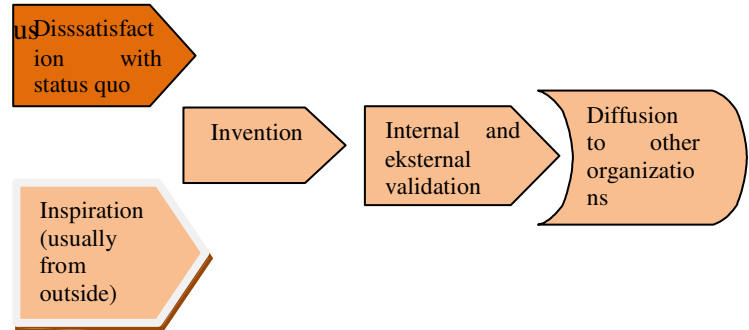 us
Disssatisfact
ion with
status quo
Inspiration
(usually
from
outside)
Invention
Internal and
eksternal
validation
Diffusion
to other
organizatio
ns